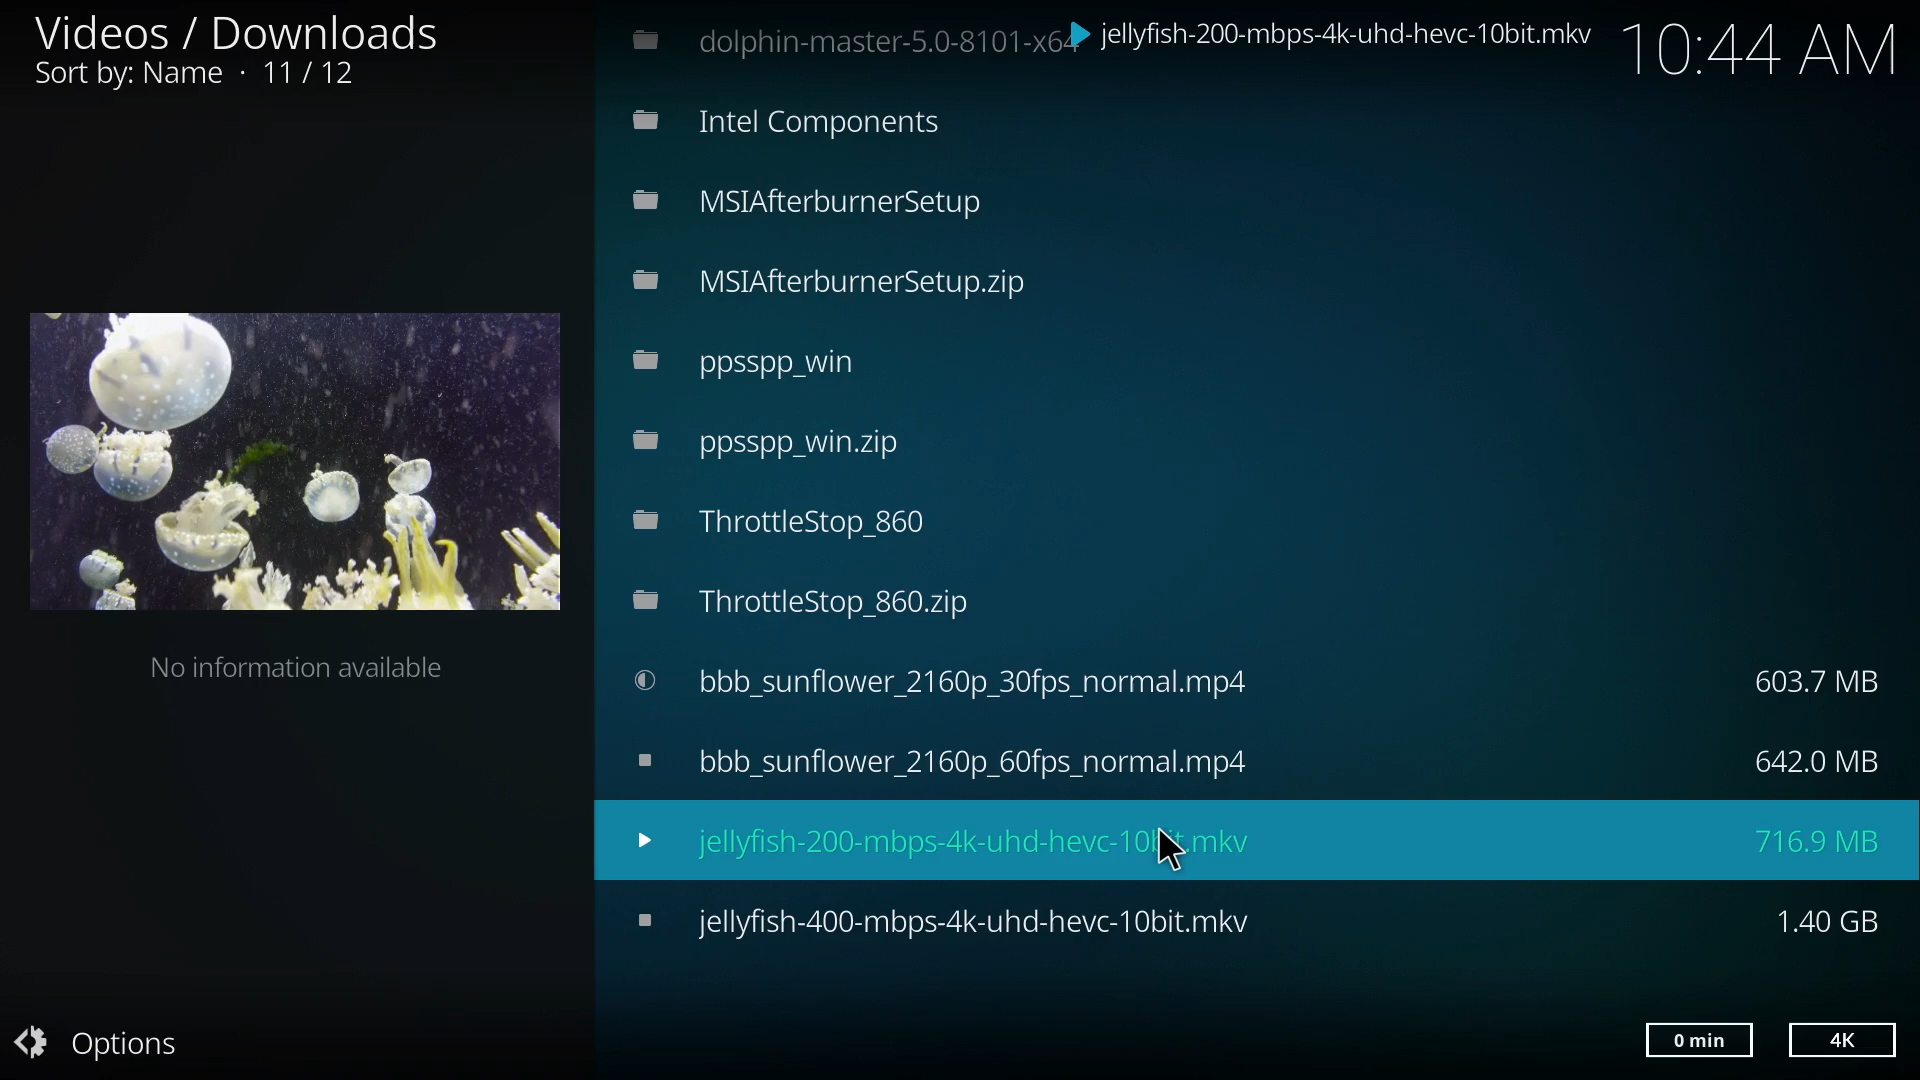 Videos / Downloads
Sort by: Name · 11 / 12
jellyfish-200-mbps-4k-uhd-hevc-10bit.mkv
10:44 AM
dolphin-master-5.0-8101-x64
Intel Components
MSIAfterburnerSetup
MSIAfterburnerSetup.zip
ppsspp_win
ppsspp_win.zip
ThrottleStop_860
ThrottleStop_860.zip
bbb_sunflower_2160p_30fps_normal.mp4 603.7 MB
bbb_sunflower_2160p_60fps_normal.mp4 642.0 MB
jellyfish-200-mbps-4k-uhd-hevc-10bit.mkv 716.9 MB
jellyfish-400-mbps-4k-uhd-hevc-10bit.mkv 1.40 GB
No information available
Options
0 min
4K